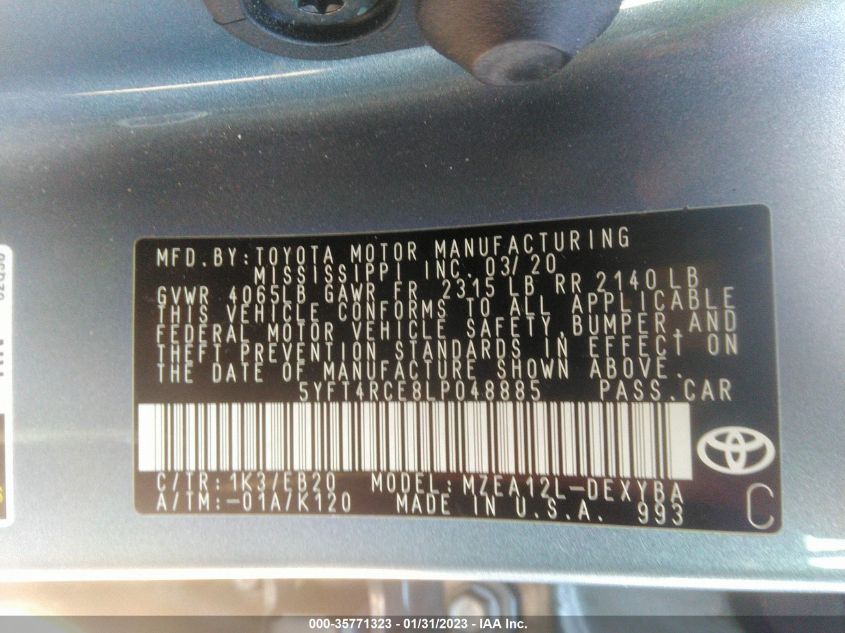 MFD.BY:TOYOTA MOTOR MANUFACTURING
MISSISSIPPI INC. 03/20
GVWR 4065LB GAWR FR 2315 LB RR 2140 LB
THIS VEHICLE CONFORMS TO ALL APPLICABLE
FEDERAL MOTOR VEHICLE SAFETY,BUMPER,AND
THEFT PREVENTION STANDARDS IN EFFECT ON
THE DATE OF MANUFACTURE SHOWN ABOVE.
5YFT4RCE8LP048885 PASS.CAR
C/TR:1K3/EB20 MODEL:MZEA12L-DEXYBA
A/TM:-01A/K120 MADE IN U.S.A. 993
C
000-35771323 - 01/31/2023 - IAA Inc.